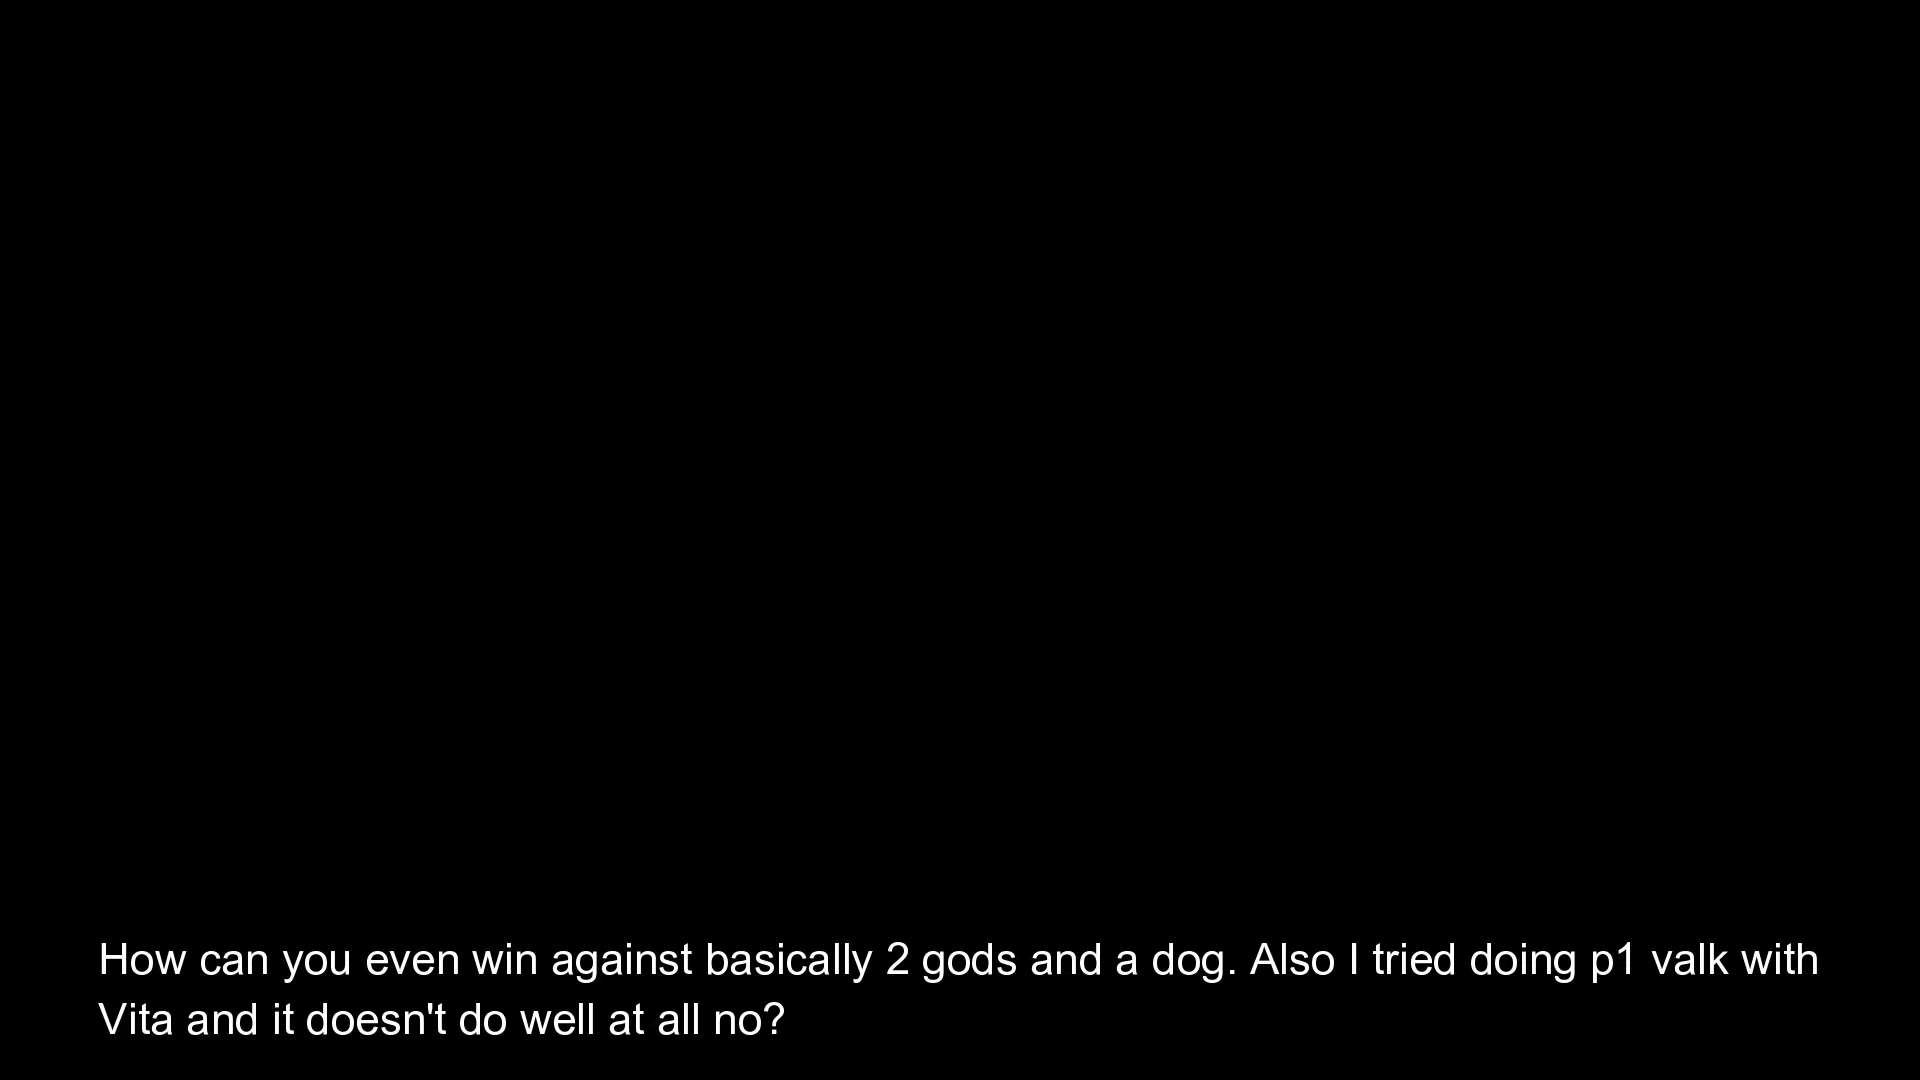 How can you even win against basically 2 gods and a dog. Also I tried doing p1 valk with
Vita and it doesn't do well at all no?